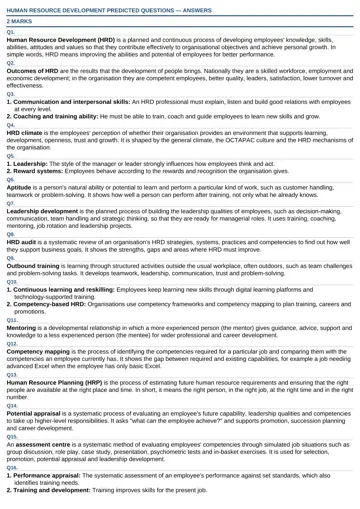 HUMAN RESOURCE DEVELOPMENT PREDICTED QUESTIONS — ANSWERS
2 MARKS
Q1.
Human Resource Development (HRD) is a planned and continuous process of developing employees' knowledge, skills,
abilities, attitudes and values so that they contribute effectively to organisational objectives and achieve personal growth. In
simple words, HRD means improving the abilities and potential of employees for better performance.
Q2.
Outcomes of HRD are the results that the development of people brings. Nationally they are a skilled workforce, employment and
economic development; in the organisation they are competent employees, better quality, leaders, satisfaction, lower turnover and
effectiveness.
Q3.
1. Communication and interpersonal skills: An HRD professional must explain, listen and build good relations with employees
at every level.
2. Coaching and training ability: He must be able to train, coach and guide employees to learn new skills and grow.
Q4.
HRD climate is the employees' perception of whether their organisation provides an environment that supports learning,
development, openness, trust and growth. It is shaped by the general climate, the OCTAPAC culture and the HRD mechanisms of
the organisation.
Q5.
1. Leadership: The style of the manager or leader strongly influences how employees think and act.
2. Reward systems: Employees behave according to the rewards and recognition the organisation gives.
Q6.
Aptitude is a person's natural ability or potential to learn and perform a particular kind of work, such as customer handling,
teamwork or problem-solving. It shows how well a person can perform after training, not only what he already knows.
Q7.
Leadership development is the planned process of building the leadership qualities of employees, such as decision-making,
communication, team handling and strategic thinking, so that they are ready for managerial roles. It uses training, coaching,
mentoring, job rotation and leadership projects.
Q8.
HRD audit is a systematic review of an organisation's HRD strategies, systems, practices and competencies to find out how well
they support business goals. It shows the strengths, gaps and areas where HRD must improve.
Q9.
Outbound training is learning through structured activities outside the usual workplace, often outdoors, such as team challenges
and problem-solving tasks. It develops teamwork, leadership, communication, trust and problem-solving.
Q10.
1. Continuous learning and reskilling: Employees keep learning new skills through digital learning platforms and
technology-supported training.
2. Competency-based HRD: Organisations use competency frameworks and competency mapping to plan training, careers and
promotions.
Q11.
Mentoring is a developmental relationship in which a more experienced person (the mentor) gives guidance, advice, support and
knowledge to a less experienced person (the mentee) for wider professional and career development.
Q12.
Competency mapping is the process of identifying the competencies required for a particular job and comparing them with the
competencies an employee currently has. It shows the gap between required and existing capabilities, for example a job needing
advanced Excel when the employee has only basic Excel.
Q13.
Human Resource Planning (HRP) is the process of estimating future human resource requirements and ensuring that the right
people are available at the right place and time. In short, it means the right person, in the right job, at the right time and in the right
number.
Q14.
Potential appraisal is a systematic process of evaluating an employee's future capability, leadership qualities and competencies
to take up higher-level responsibilities. It asks "what can the employee achieve?" and supports promotion, succession planning
and career development.
Q15.
An assessment centre is a systematic method of evaluating employees' competencies through simulated job situations such as
group discussion, role play, case study, presentation, psychometric tests and in-basket exercises. It is used for selection,
promotion, potential appraisal and leadership development.
Q16.
1. Performance appraisal: The systematic assessment of an employee's performance against set standards, which also
identifies training needs.
2. Training and development: Training improves skills for the present job.